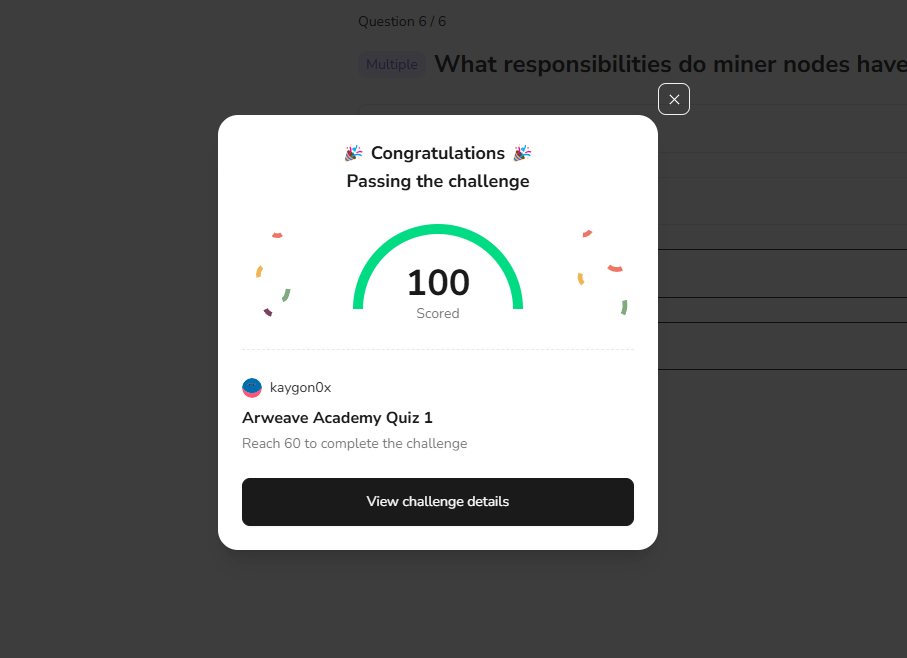 Question 6 / 6
Multiple What responsibilities do miner nodes have
Congratulations
Passing the challenge
100
Scored
kaygon0x
Arweave Academy Quiz 1
Reach 60 to complete the challenge
View challenge details